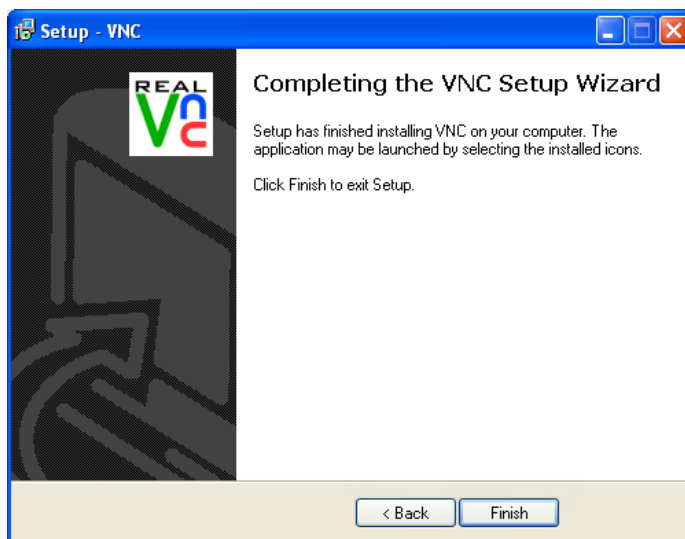 Setup - VNC
REAL
VNC
Completing the VNC Setup Wizard
Setup has finished installing VNC on your computer. The
application may be launched by selecting the installed icons.
Click Finish to exit Setup.
< Back
Finish